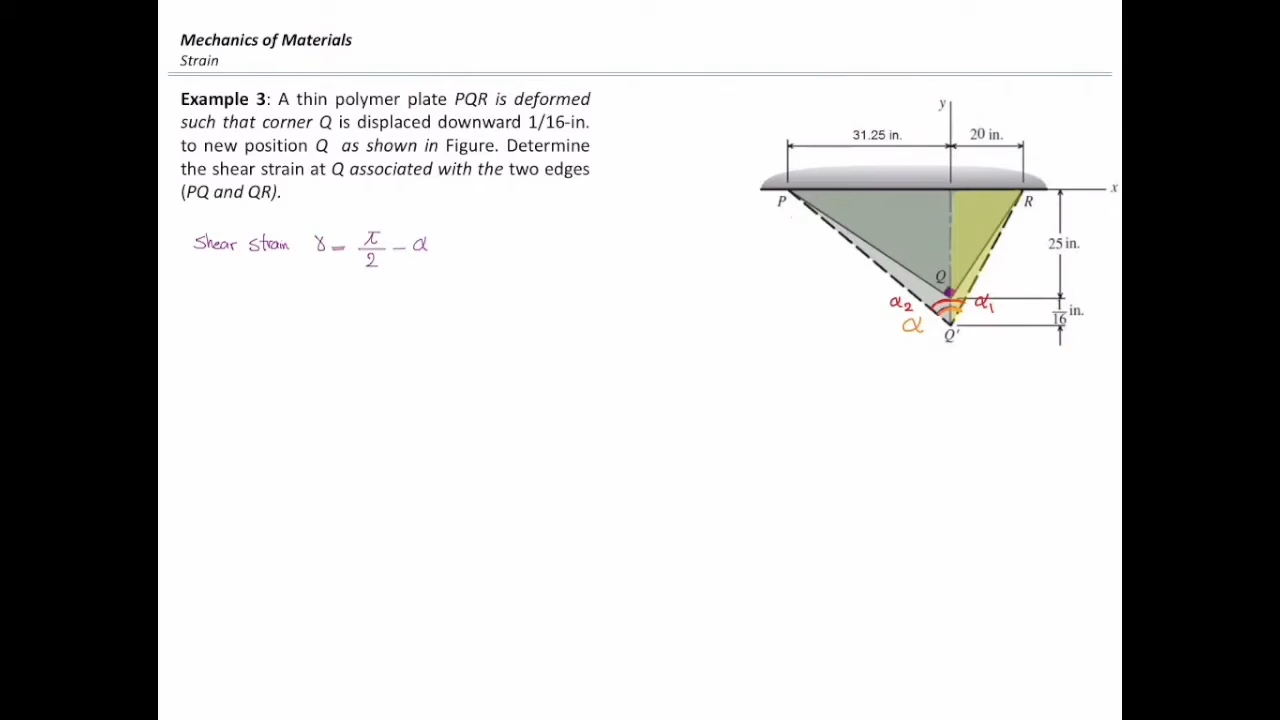 Mechanics of Materials
Strain
Example 3: A thin polymer plate PQR is deformed
such that corner Q is displaced downward 1/16-in.
to new position Q as shown in Figure. Determine
the shear strain at Q associated with the two edges
(PQ and QR).
Shear Strain γ = π/2 - α
y
31.25 in.
20 in.
x
P
R
25 in.
Q
α2
α1
1/16 in.
α
Q'